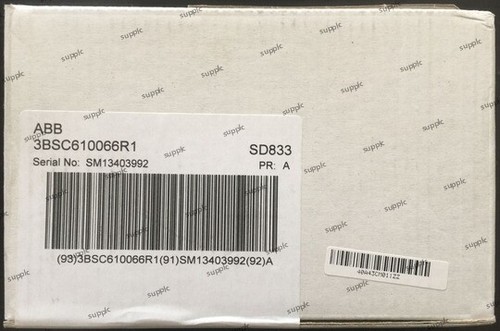 ABB
3BSC610066R1 SD833
Serial No: SM13403992 PR: A
(93)3BSC610066R1(91)SM13403992(92)A